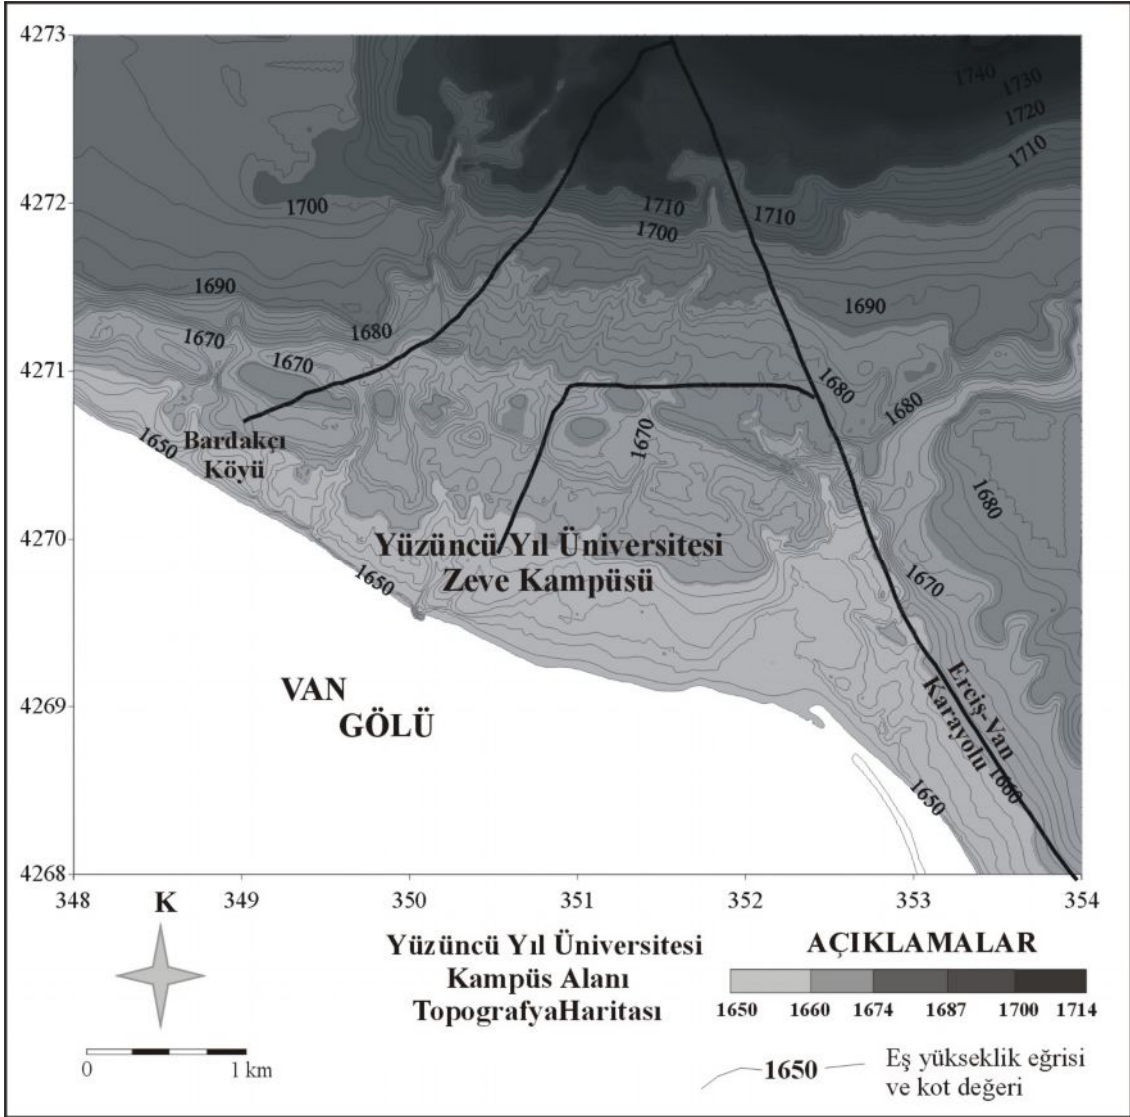 4273
1740
1730
1720
1710
4272
1700
1710
1710
1700
1690
1690
1670
1680
1670
4271
1680
1680
1650
Bardakçı
Köyü
1670
1680
4270
Yüzüncü Yıl Üniversitesi
Zeve Kampüsü
1650
1670
VAN
GÖLÜ
4269
Erciş-Van
Karayolu
1660
1650
4268
348
349
350
351
352
353
354
K
Yüzüncü Yıl Üniversitesi
Kampüs Alanı
TopografyaHaritası
AÇIKLAMALAR
1650 1660 1674 1687 1700 1714
0 1 km
1650
Eş yükseklik eğrisi
ve kot değeri